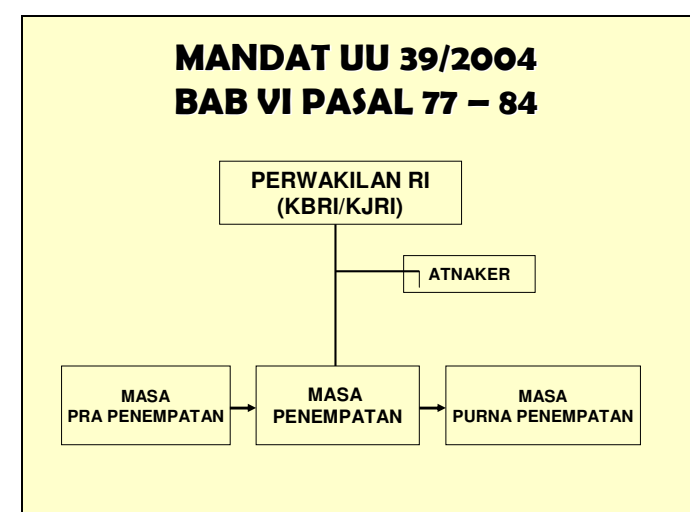 MANDAT UU 39/2004
BAB VI PASAL 77 – 84
PERWAKILAN RI
(KBRI/KJRI)
ATNAKER
MASA
PRA PENEMPATAN
MASA
PENEMPATAN
MASA
PURNA PENEMPATAN